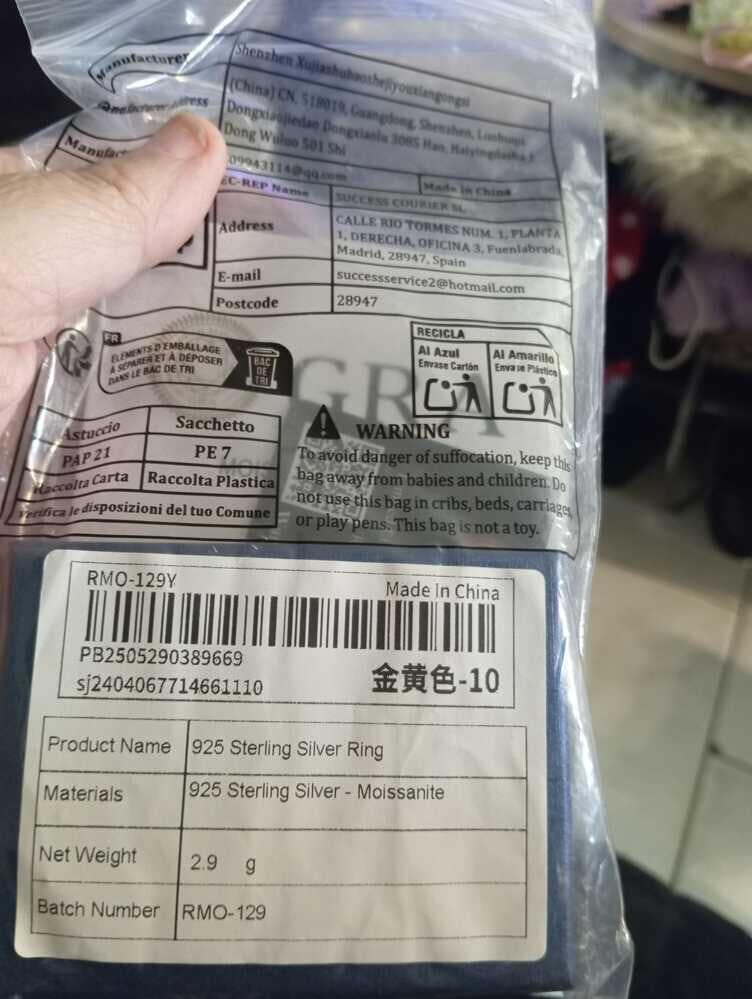 Manufacturer
Shenzhen Xujiashuhaoshejiyouxiangongsi
(China) CN, 518019, Guangdong, Shenzhen, Luohuqu
Dongxiaojiedao Dongxiaolu 3085 Hao, Haiyingdasha
Dong Wuluo 501 Shi
09943114@qq.com
Made in China
EC-REP Name
SUCCESS COURIER SL
Address
CALLE RIO TORMES NUM. 1, PLANTA
1, DERECHA, OFICINA 3, Fuenlabrada,
Madrid, 28947, Spain
E-mail
successservice2@hotmail.com
Postcode
28947
FR
ÉLÉMENTS D'EMBALLAGE
À SÉPARER ET À DÉPOSER
DANS LE BAC DE TRI
BAC
DE
TRI
RECICLA
Al Azul
Envase Cartón
Al Amarillo
Envase Plástico
GRA
Astuccio
Sacchetto
PAP 21
PE 7
Raccolta Carta
Raccolta Plastica
Verifica le disposizioni del tuo Comune
MOIS
WARNING
To avoid danger of suffocation, keep this
bag away from babies and children. Do
not use this bag in cribs, beds, carriages
or play pens. This bag is not a toy.
RMO-129Y
Made In China
PB2505290389669
sj2404067714661110
金黄色-10
Product Name
925 Sterling Silver Ring
Materials
925 Sterling Silver - Moissanite
Net Weight
2.9 g
Batch Number
RMO-129